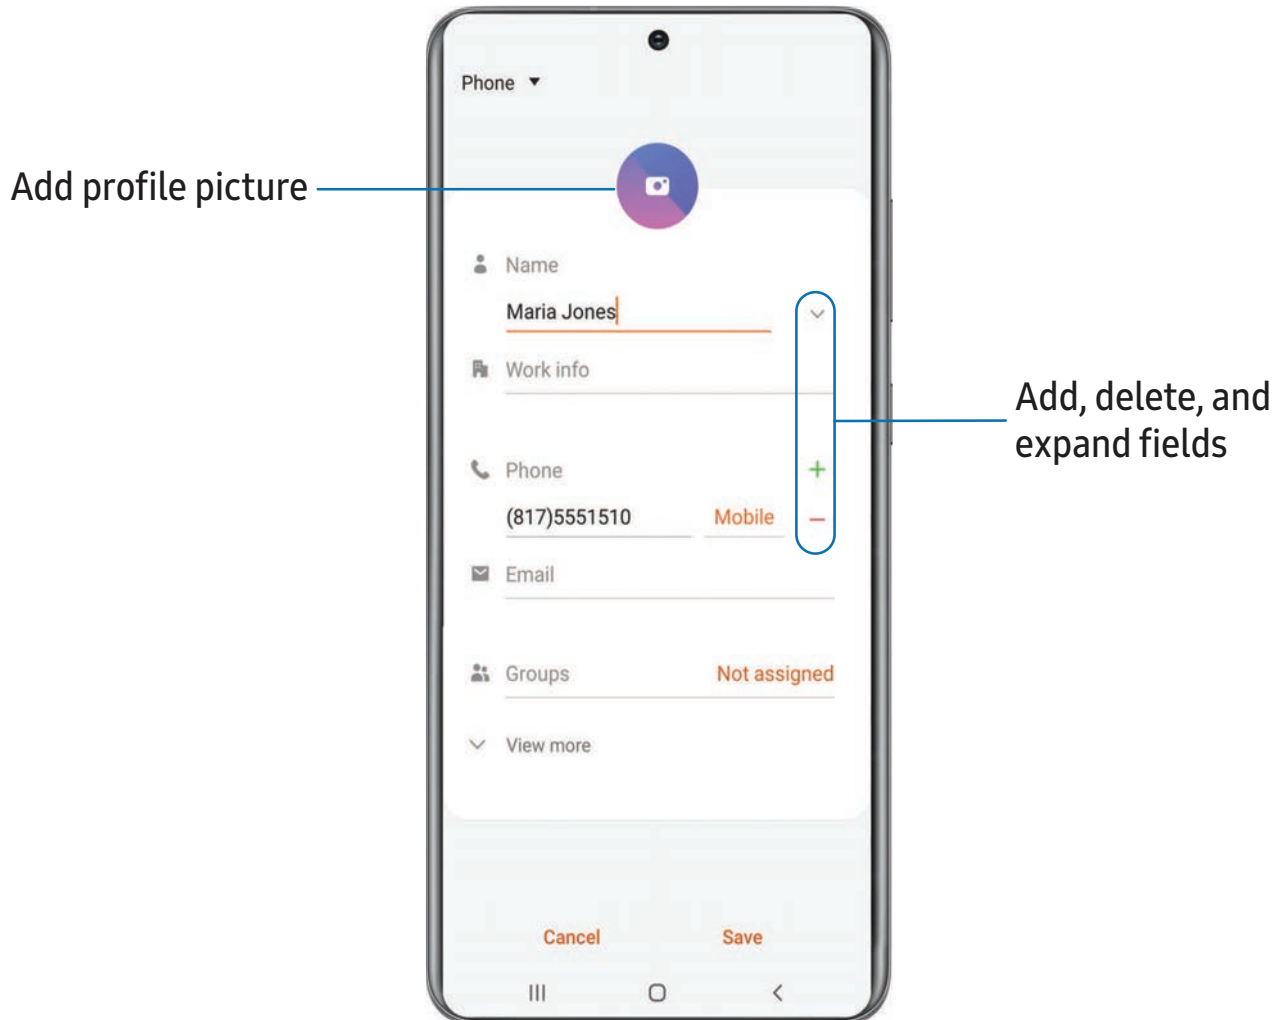 Phone
Add profile picture
Name
Maria Jones
Work info
Add, delete, and
expand fields
Phone
(817)5551510 Mobile
Email
Groups Not assigned
View more
Cancel Save